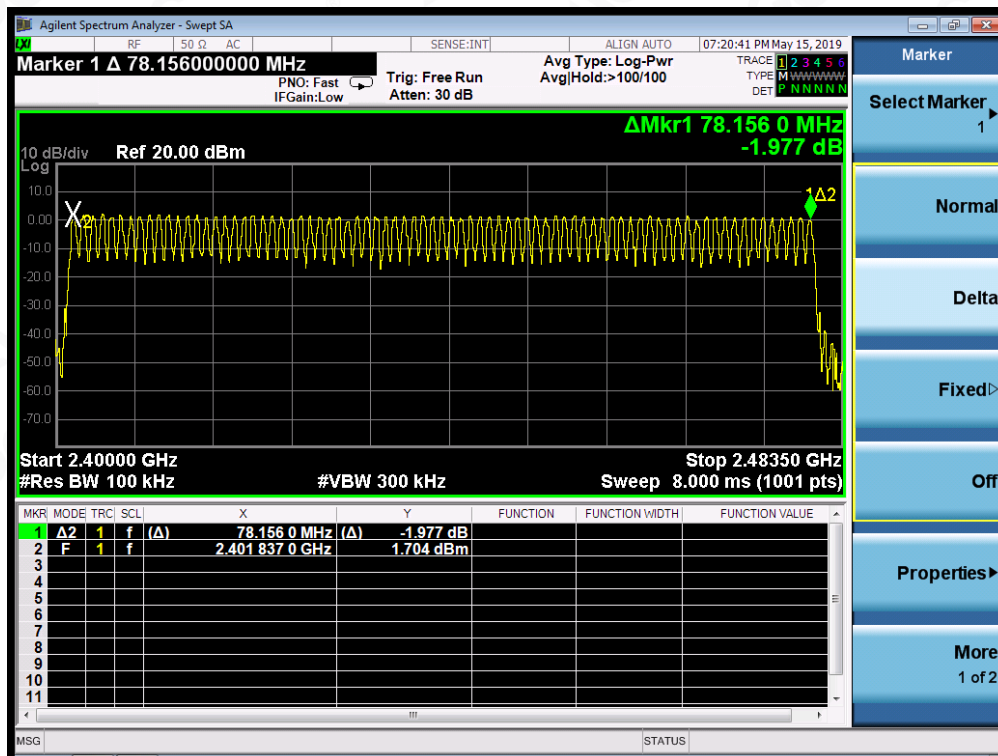 Agilent Spectrum Analyzer - Swept SA
LXI RF 50 Ω AC SENSE:INT ALIGN AUTO 07:20:41 PM May 15, 2019
Marker 1 Δ 78.156000000 MHz
PNO: Fast
IFGain:Low
Trig: Free Run
Atten: 30 dB
Avg Type: Log-Pwr
Avg|Hold:>100/100
TRACE 1 2 3 4 5 6
TYPE M WWWWW
DET P N N N N N
ΔMkr1 78.156 0 MHz
-1.977 dB
10 dB/div Ref 20.00 dBm
Log
10.0
0.00
-10.0
-20.0
-30.0
-40.0
-50.0
-60.0
-70.0
X2
1Δ2
Start 2.40000 GHz Stop 2.48350 GHz
#Res BW 100 kHz #VBW 300 kHz Sweep 8.000 ms (1001 pts)
MKR MODE TRC SCL X Y FUNCTION FUNCTION WIDTH FUNCTION VALUE
1 Δ2 1 f (Δ) 78.156 0 MHz (Δ) -1.977 dB
2 F 1 f 2.401 837 0 GHz 1.704 dBm
3
4
5
6
7
8
9
10
11
MSG STATUS
Marker
Select Marker
1
Normal
Delta
Fixed
Off
Properties
More
1 of 2